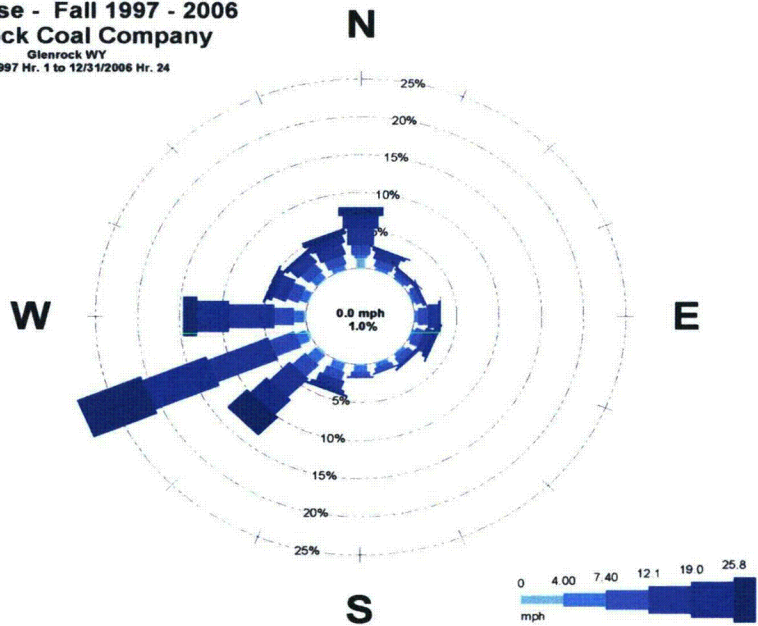 se - Fall 1997 - 2006
ck Coal Company
Glenrock WY
997 Hr. 1 to 12/31/2006 Hr. 24
N
25%
20%
15%
10%
5%
W
0.0 mph
1.0%
E
5%
10%
15%
20%
25%
S
0 4.00 7.40 12.1 19.0 25.8
mph